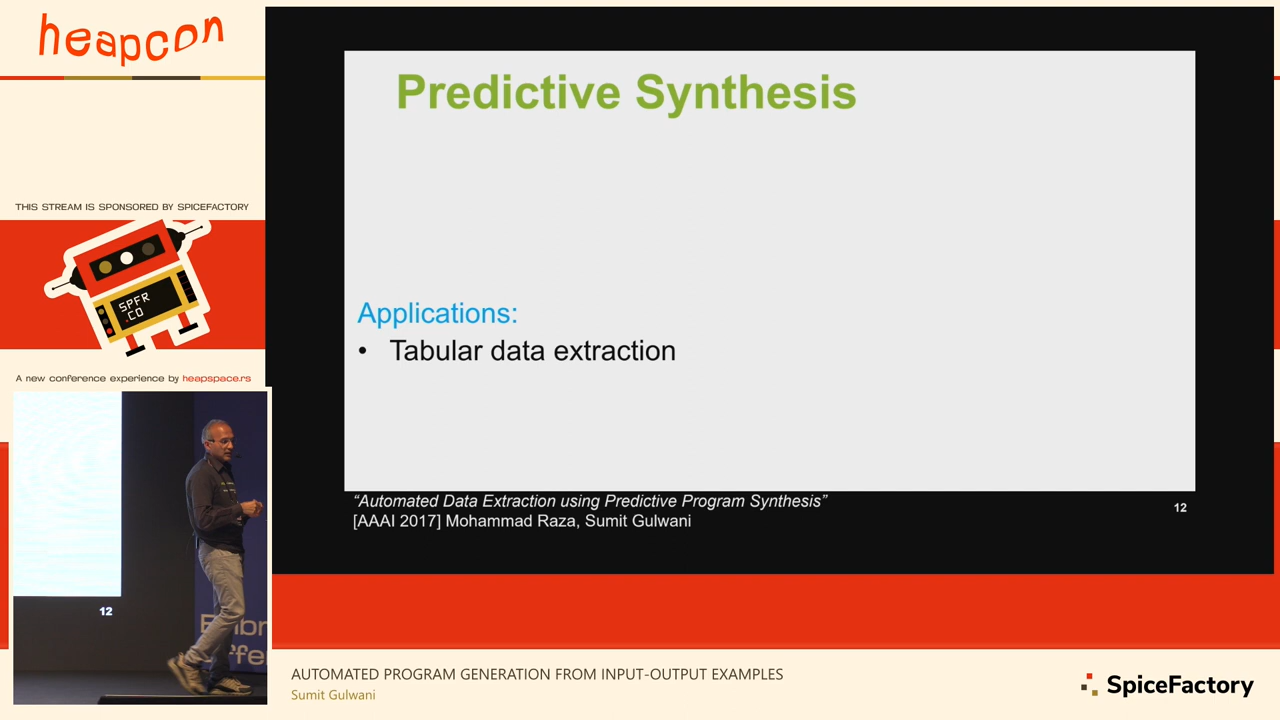 heapcon
THIS STREAM IS SPONSORED BY SPICEFACTORY
SPFR
.CO
A new conference experience by heapspace.rs
12
Predictive Synthesis
Applications:
• Tabular data extraction
“Automated Data Extraction using Predictive Program Synthesis”
[AAAI 2017] Mohammad Raza, Sumit Gulwani
12
AUTOMATED PROGRAM GENERATION FROM INPUT-OUTPUT EXAMPLES
Sumit Gulwani
SpiceFactory